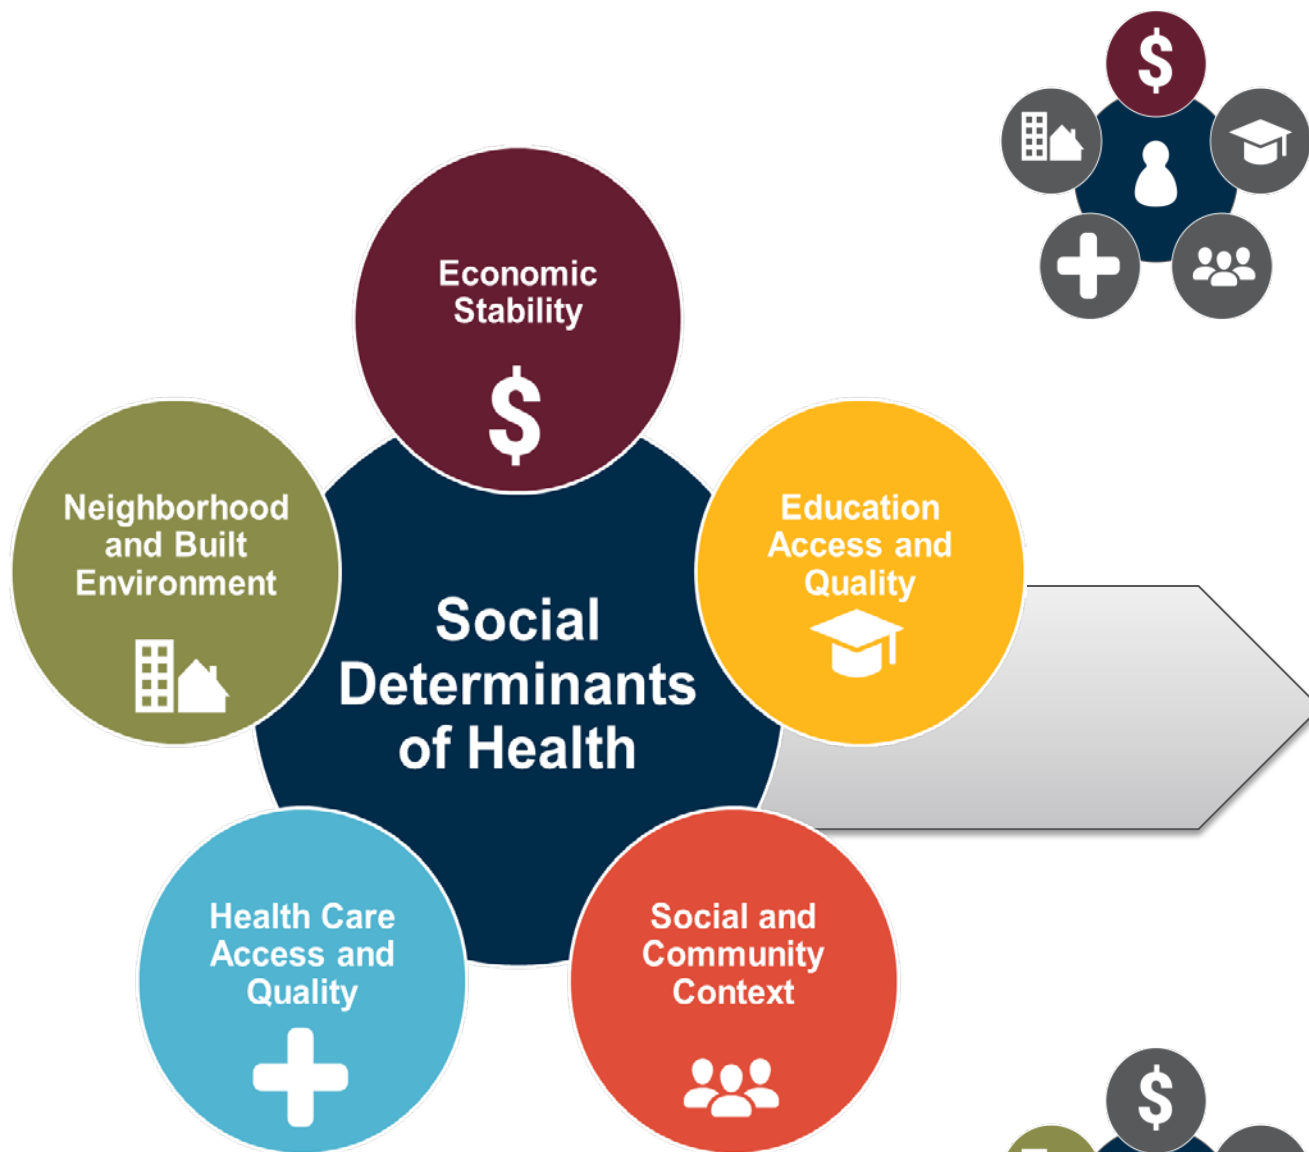 Economic
Stability
$
Neighborhood
and Built
Environment
Education
Access and
Quality
Social
Determinants
of Health
Health Care
Access and
Quality
Social and
Community
Context
$
$